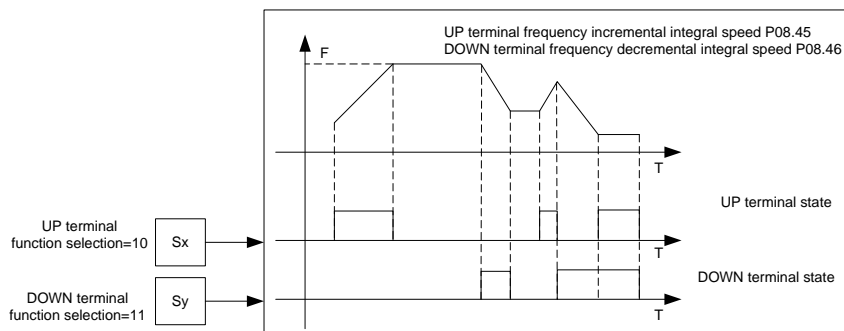 UP terminal frequency incremental integral speed P08.45
DOWN terminal frequency decremental integral speed P08.46
F
T
UP terminal state
UP terminal
function selection=10
Sx
T
DOWN terminal state
DOWN terminal
function selection=11
Sy
T